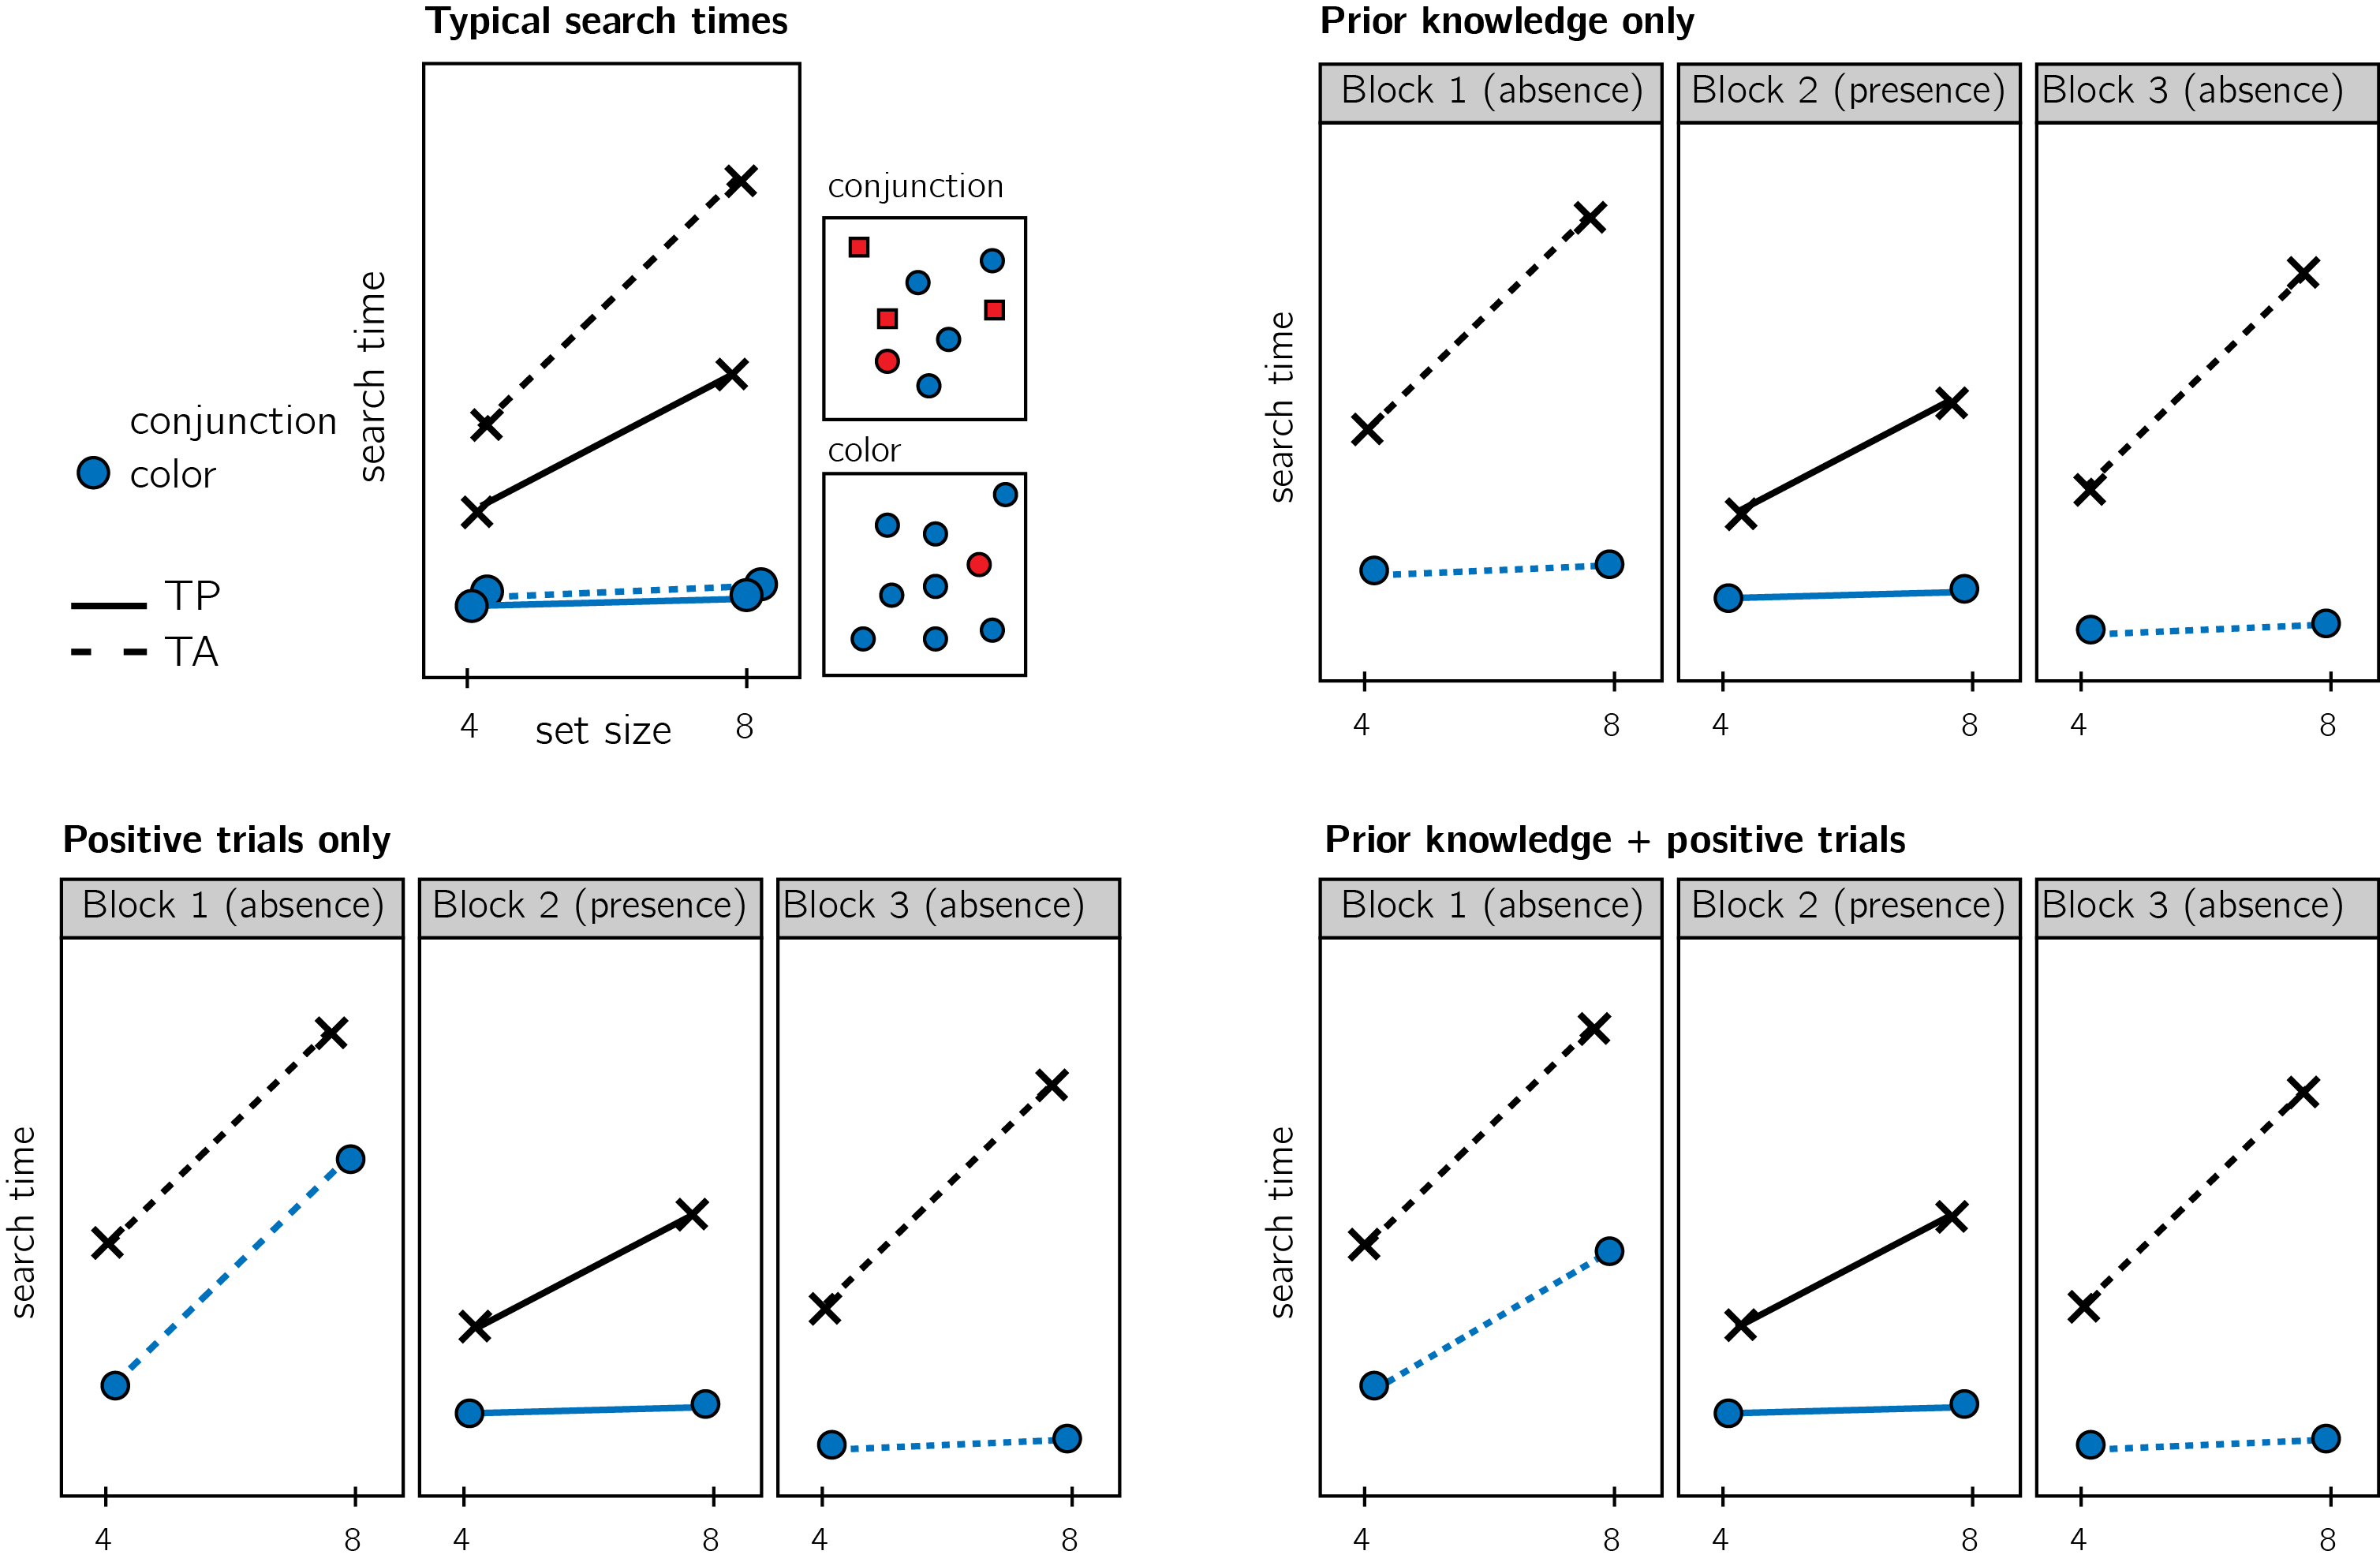 Typical search times
search time
conjunction
color
TP
TA
4 set size 8
conjunction
color
Prior knowledge only
Block 1 (absence)
Block 2 (presence)
Block 3 (absence)
search time
4 8
4 8
4 8
Positive trials only
Block 1 (absence)
Block 2 (presence)
Block 3 (absence)
search time
4 8
4 8
4 8
Prior knowledge + positive trials
Block 1 (absence)
Block 2 (presence)
Block 3 (absence)
search time
4 8
4 8
4 8